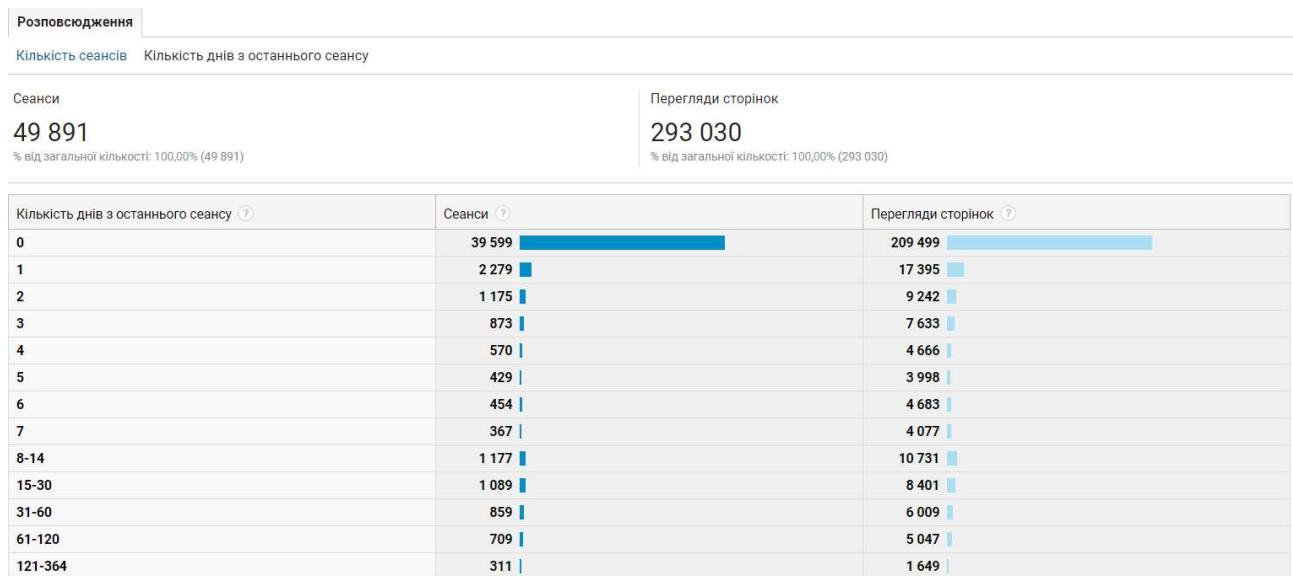 Розповсюдження
Кількість сеансів Кількість днів з останнього сеансу
Сеанси Перегляди сторінок
49 891 293 030
% від загальної кількості: 100,00% (49 891) % від загальної кількості: 100,00% (293 030)
Кількість днів з останнього сеансу ? Сеанси ? Перегляди сторінок ?
0 39 599 209 499
1 2 279 17 395
2 1 175 9 242
3 873 7 633
4 570 4 666
5 429 3 998
6 454 4 683
7 367 4 077
8-14 1 177 10 731
15-30 1 089 8 401
31-60 859 6 009
61-120 709 5 047
121-364 311 1 649